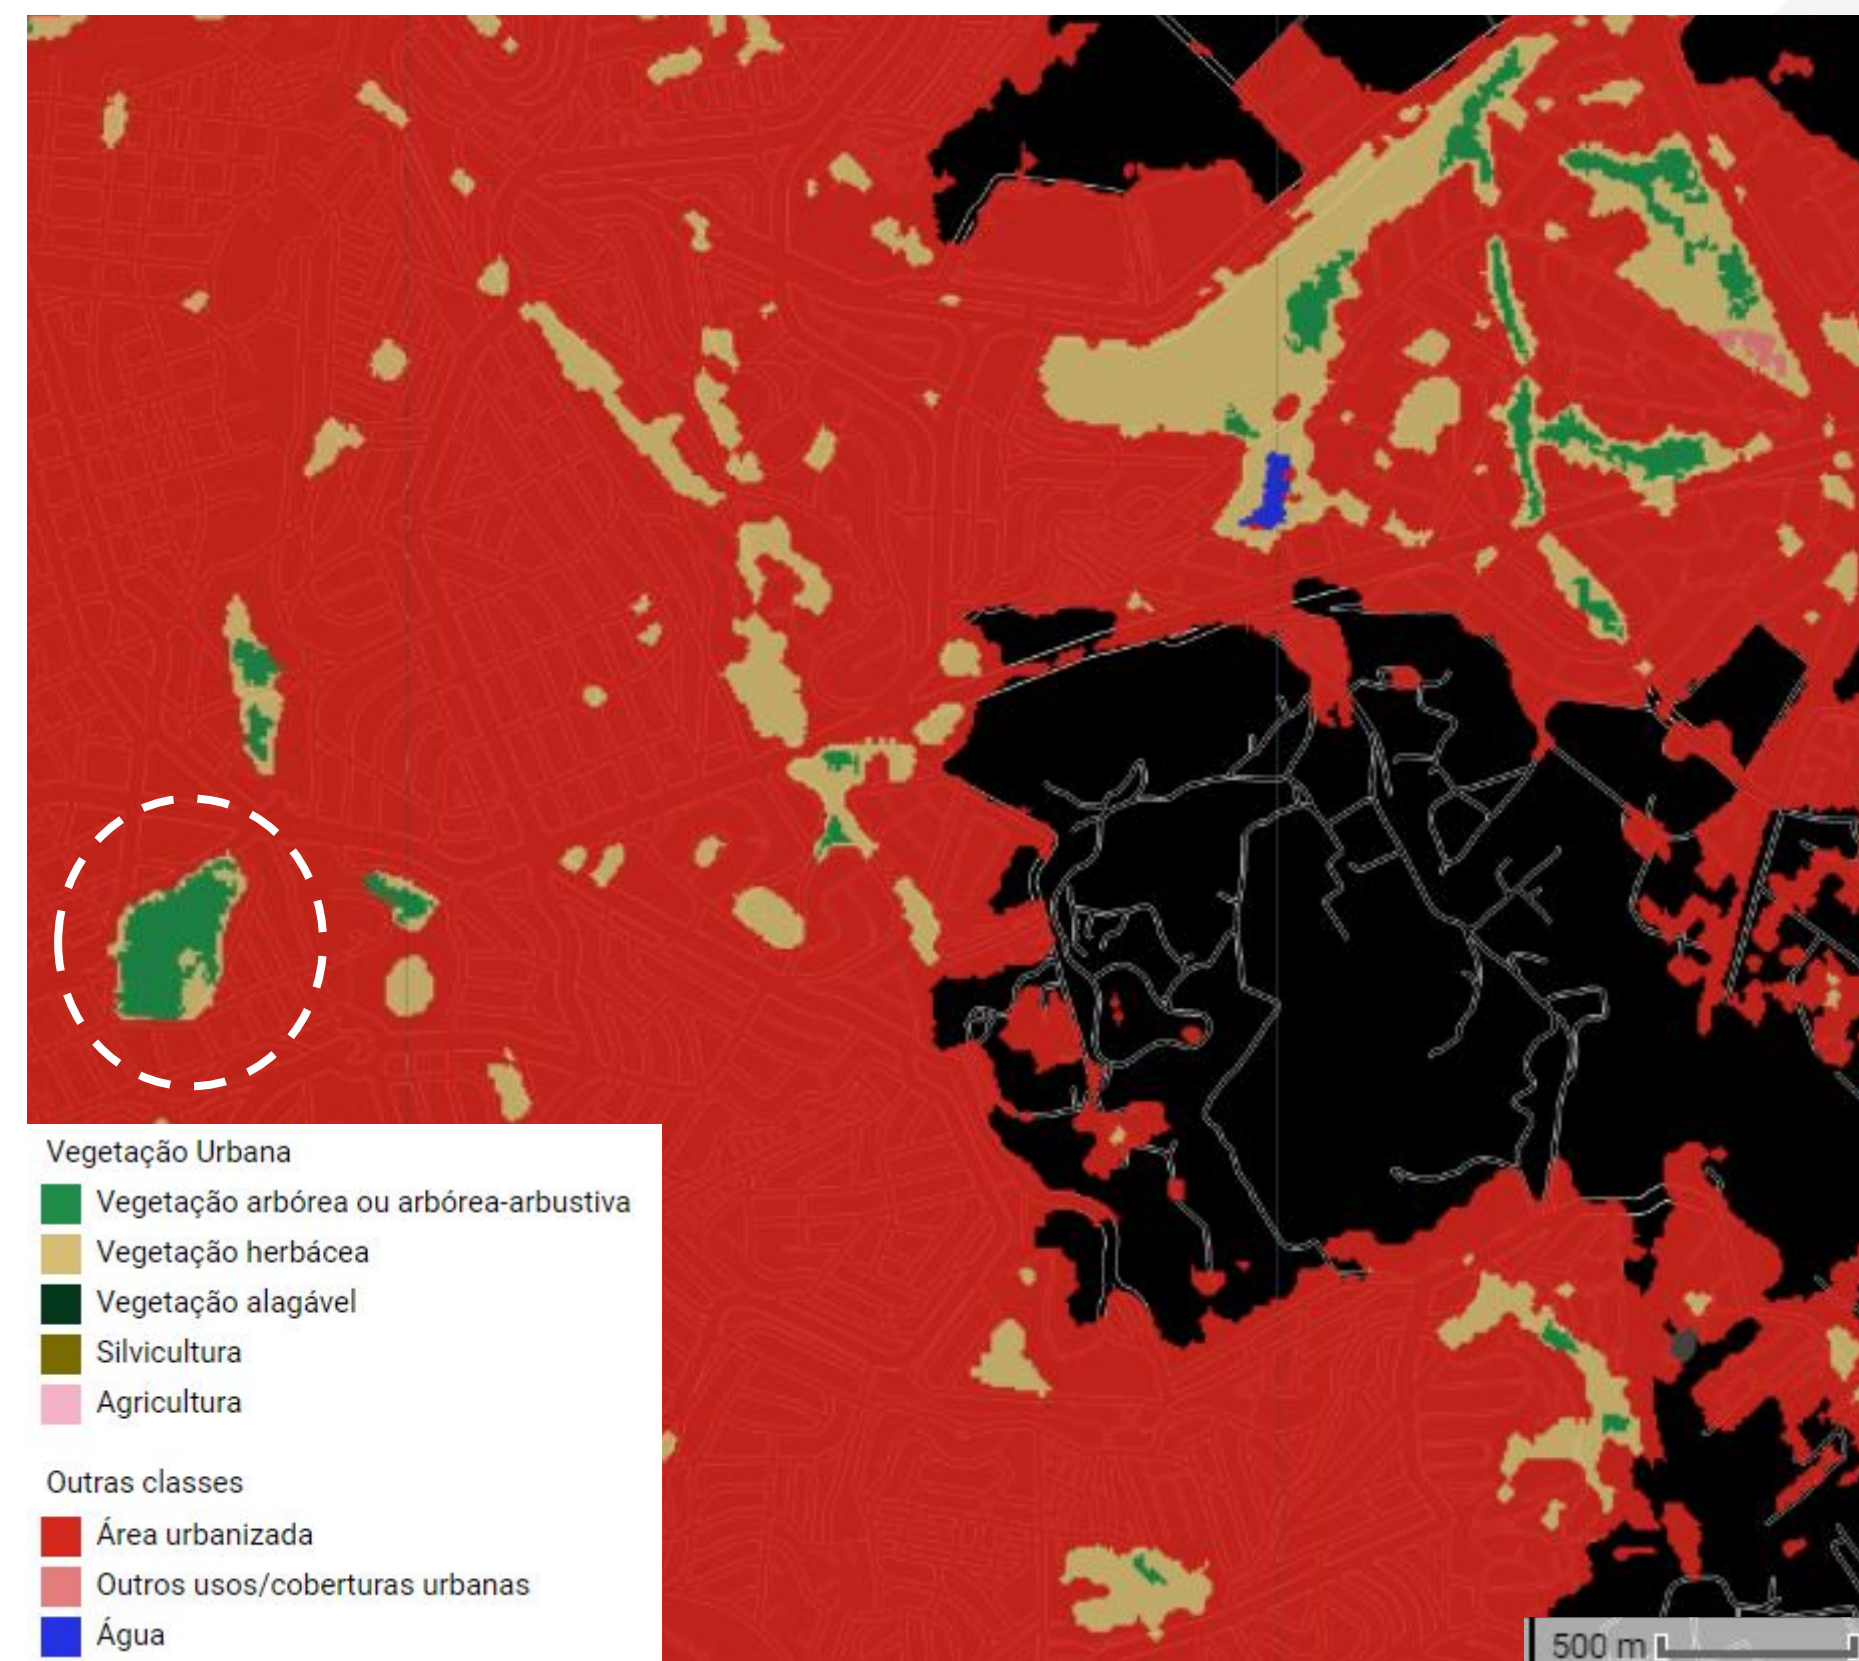 Vegetação Urbana
Vegetação arbórea ou arbórea-arbustiva
Vegetação herbácea
Vegetação alagável
Silvicultura
Agricultura
Outras classes
Área urbanizada
Outros usos/coberturas urbanas
Água
500 m